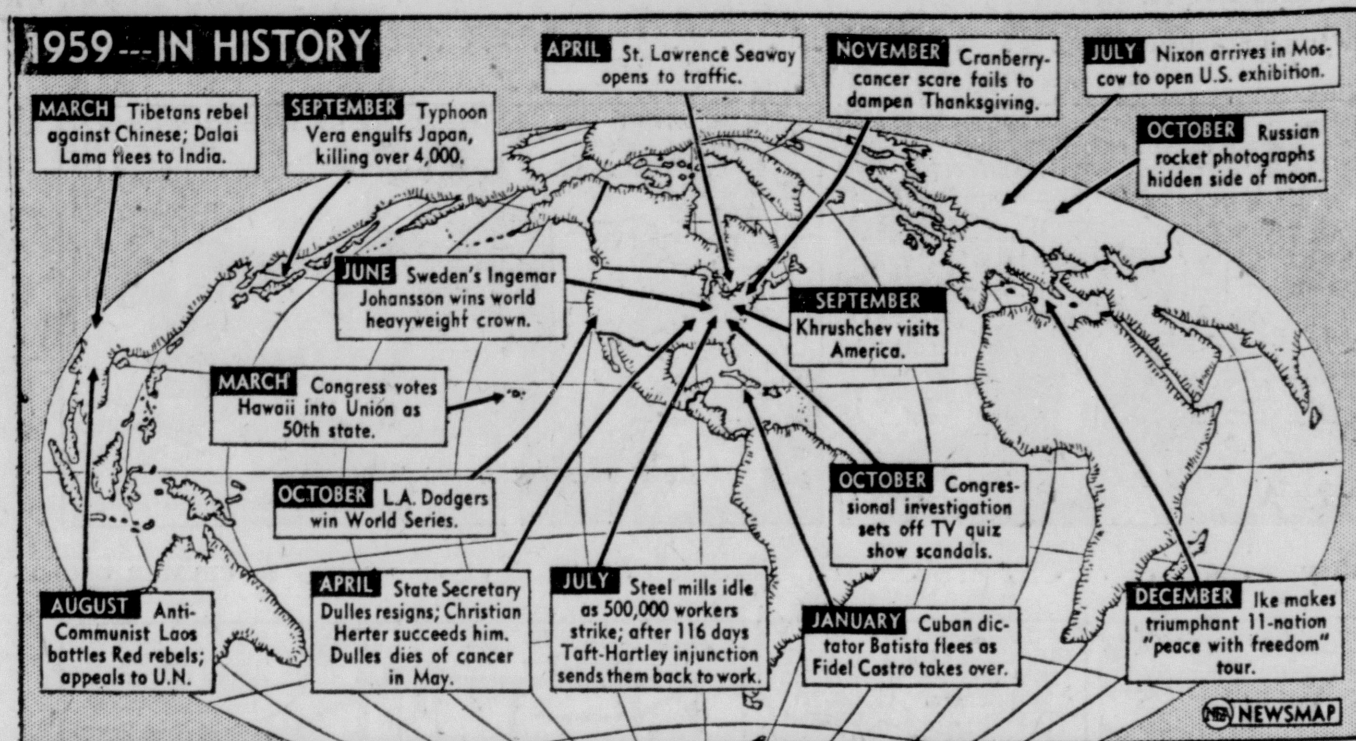 1959---IN HISTORY
MARCH Tibetans rebel
against Chinese; Dalai
Lama flees to India.
SEPTEMBER Typhoon
Vera engulfs Japan,
killing over 4,000.
APRIL St. Lawrence Seaway
opens to traffic.
NOVEMBER Cranberry-
cancer scare fails to
dampen Thanksgiving.
JULY Nixon arrives in Mos-
cow to open U.S. exhibition.
OCTOBER Russian
rocket photographs
hidden side of moon.
JUNE Sweden's Ingemar
Johansson wins world
heavyweight crown.
SEPTEMBER
Khrushchev visits
America.
MARCH Congress votes
Hawaii into Union as
50th state.
OCTOBER L.A. Dodgers
win World Series.
OCTOBER Congres-
sional investigation
sets off TV quiz
show scandals.
AUGUST Anti-
Communist Laos
battles Red rebels;
appeals to U.N.
APRIL State Secretary
Dulles resigns; Christian
Herter succeeds him.
Dulles dies of cancer
in May.
JULY Steel mills idle
as 500,000 workers
strike; after 116 days
Taft-Hartley injunction
sends them back to work.
JANUARY Cuban dic-
tator Batista flees as
Fidel Castro takes over.
DECEMBER Ike makes
triumphant 11-nation
"peace with freedom"
tour.
NEA NEWSMAP